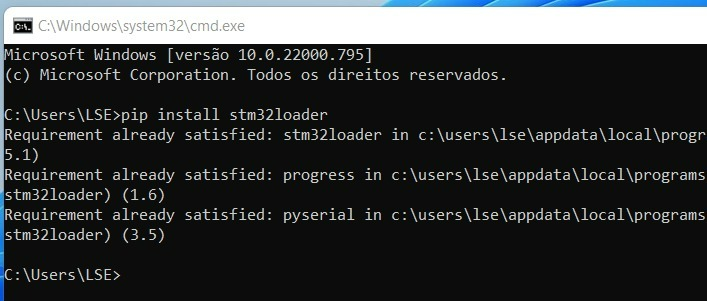 C:\Windows\system32\cmd.exe
Microsoft Windows [versão 10.0.22000.795]
(c) Microsoft Corporation. Todos os direitos reservados.
C:\Users\LSE>pip install stm32loader
Requirement already satisfied: stm32loader in c:\users\lse\appdata\local\progr
5.1)
Requirement already satisfied: progress in c:\users\lse\appdata\local\programs
stm32loader) (1.6)
Requirement already satisfied: pyserial in c:\users\lse\appdata\local\programs
stm32loader) (3.5)
C:\Users\LSE>